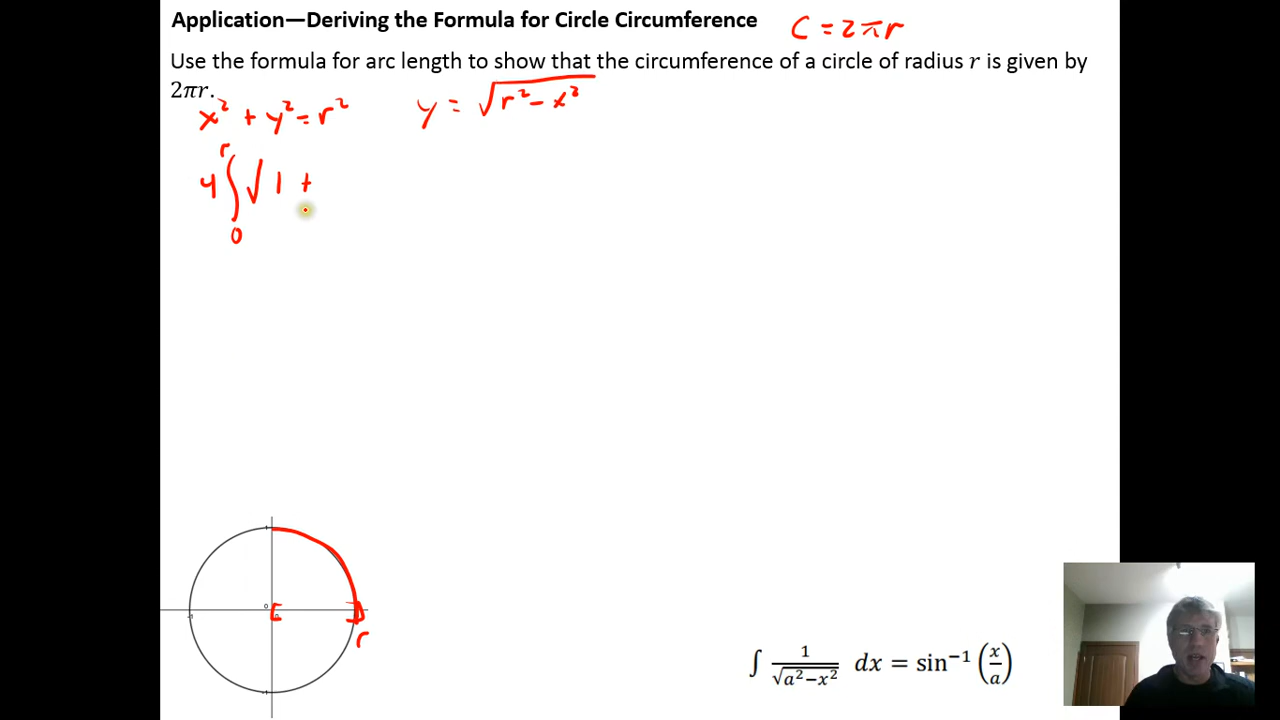 Application—Deriving the Formula for Circle Circumference
C = 2πr
Use the formula for arc length to show that the circumference of a circle of radius r is given by
2πr.
x² + y² = r²
y = √(r² − x²)
4 ∫₀ʳ √1 +
r
∫ 1/√(a²−x²) dx = sin⁻¹ (x/a)